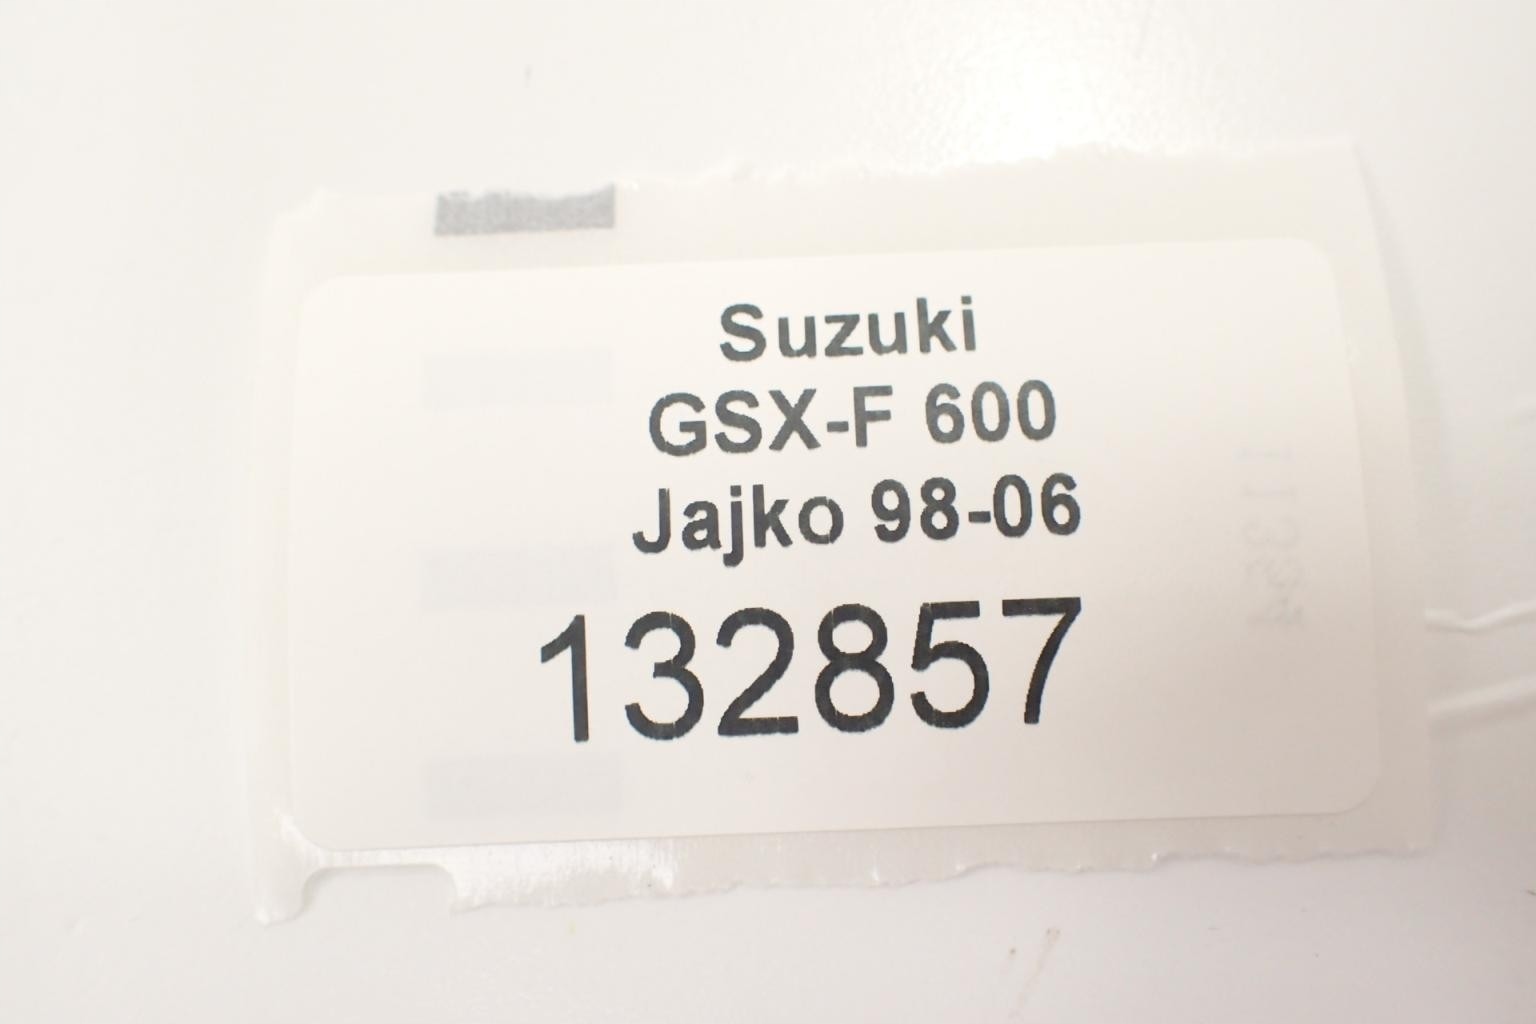 Suzuki
GSX-F 600
Jajko 98-06
132857